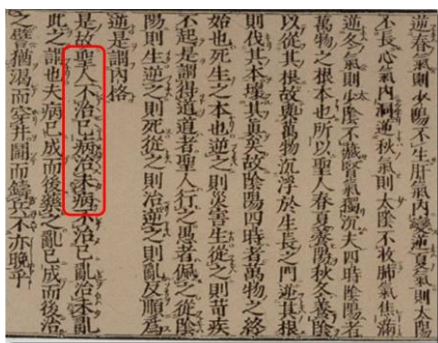 逆春氣則少陽不生肝氣內變逆夏氣則太陽
不長心氣內洞逆秋氣則太陰不收肺氣焦滿
逆冬氣則少陰不藏腎氣獨沉夫四時陰陽者
萬物之根本也所以聖人春夏養陽秋冬養陰
以從其根故與萬物沉浮於生長之門逆其根
則伐其本壞其眞矣故陰陽四時者萬物之終
始也死生之本也逆之則災害生從之則苛疾
不起是謂得道道者聖人行之愚者佩之從陰
陽則生逆之則死從之則治逆之則亂反順爲
逆是謂內格
是故聖人不治已病治未病不治已亂治未亂
此之謂也夫病已成而後藥之亂已成而後治
之譬猶渴而穿井鬪而鑄兵不亦晚乎